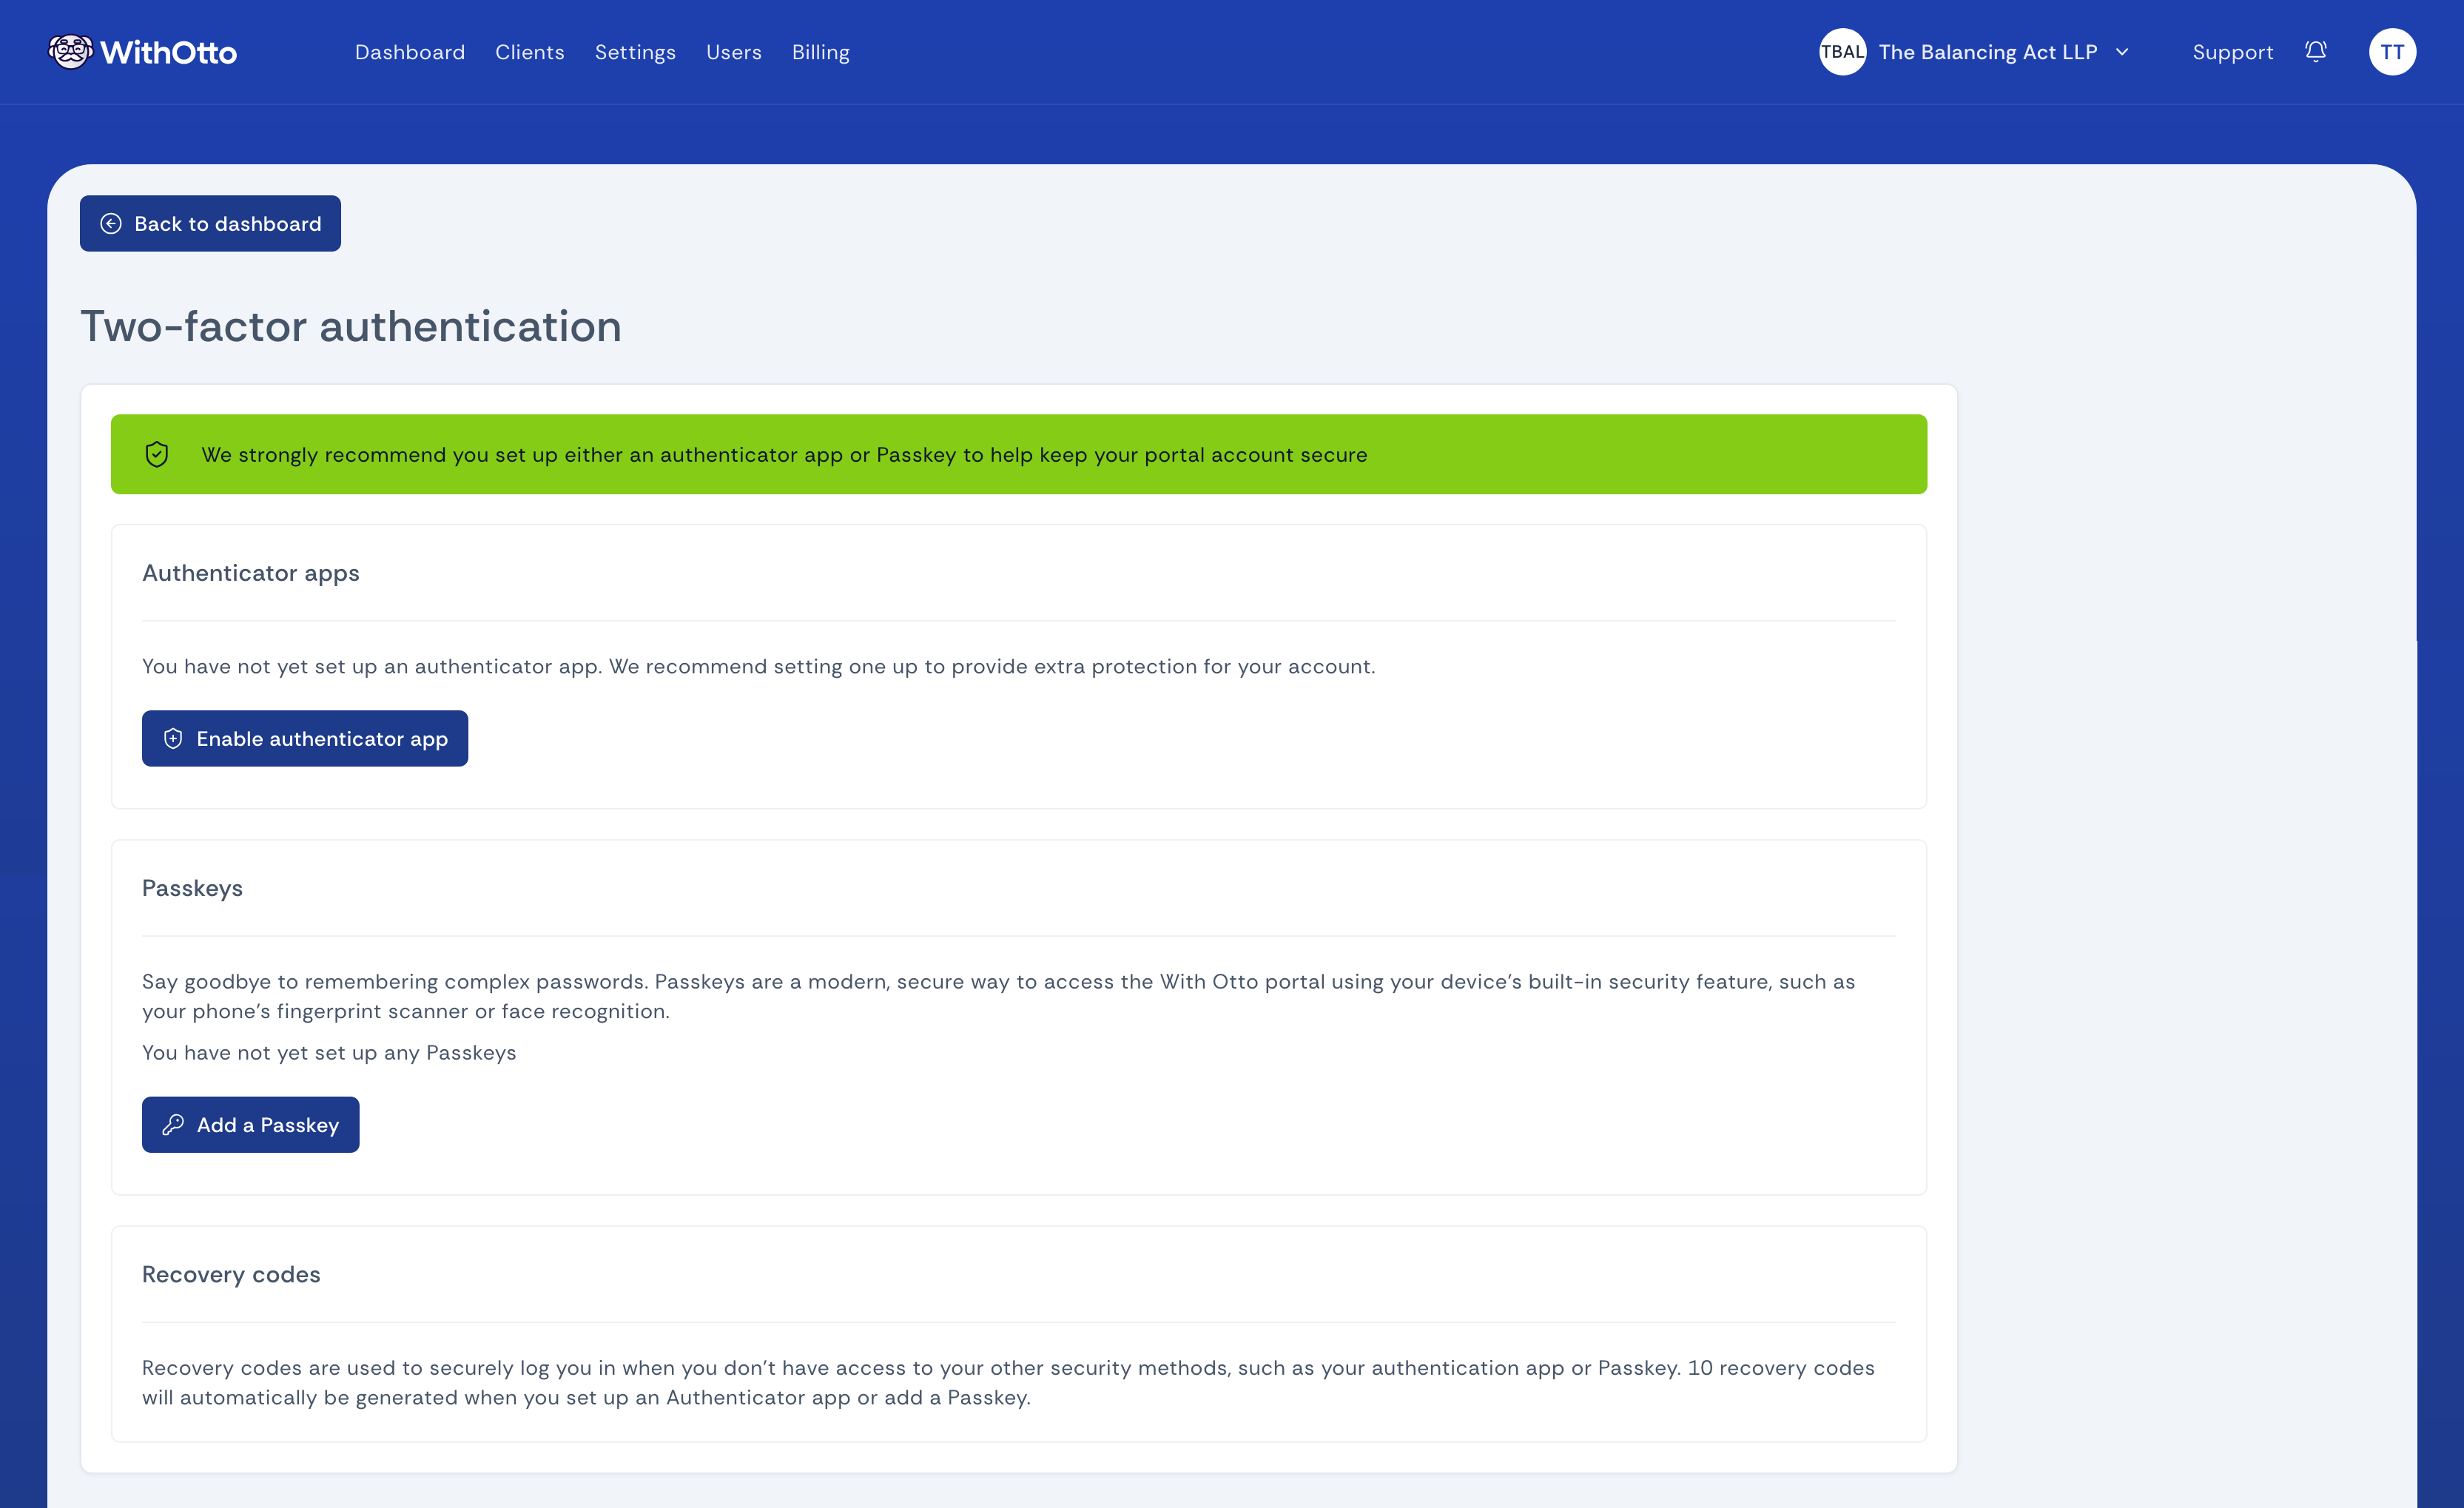 WithOtto
Dashboard
Clients
Settings
Users
Billing
TBAL
The Balancing Act LLP
Support
TT
Back to dashboard
Two-factor authentication
We strongly recommend you set up either an authenticator app or Passkey to help keep your portal account secure
Authenticator apps
You have not yet set up an authenticator app. We recommend setting one up to provide extra protection for your account.
Enable authenticator app
Passkeys
Say goodbye to remembering complex passwords. Passkeys are a modern, secure way to access the With Otto portal using your device's built-in security feature, such as
your phone's fingerprint scanner or face recognition.
You have not yet set up any Passkeys
Add a Passkey
Recovery codes
Recovery codes are used to securely log you in when you don't have access to your other security methods, such as your authentication app or Passkey. 10 recovery codes
will automatically be generated when you set up an Authenticator app or add a Passkey.